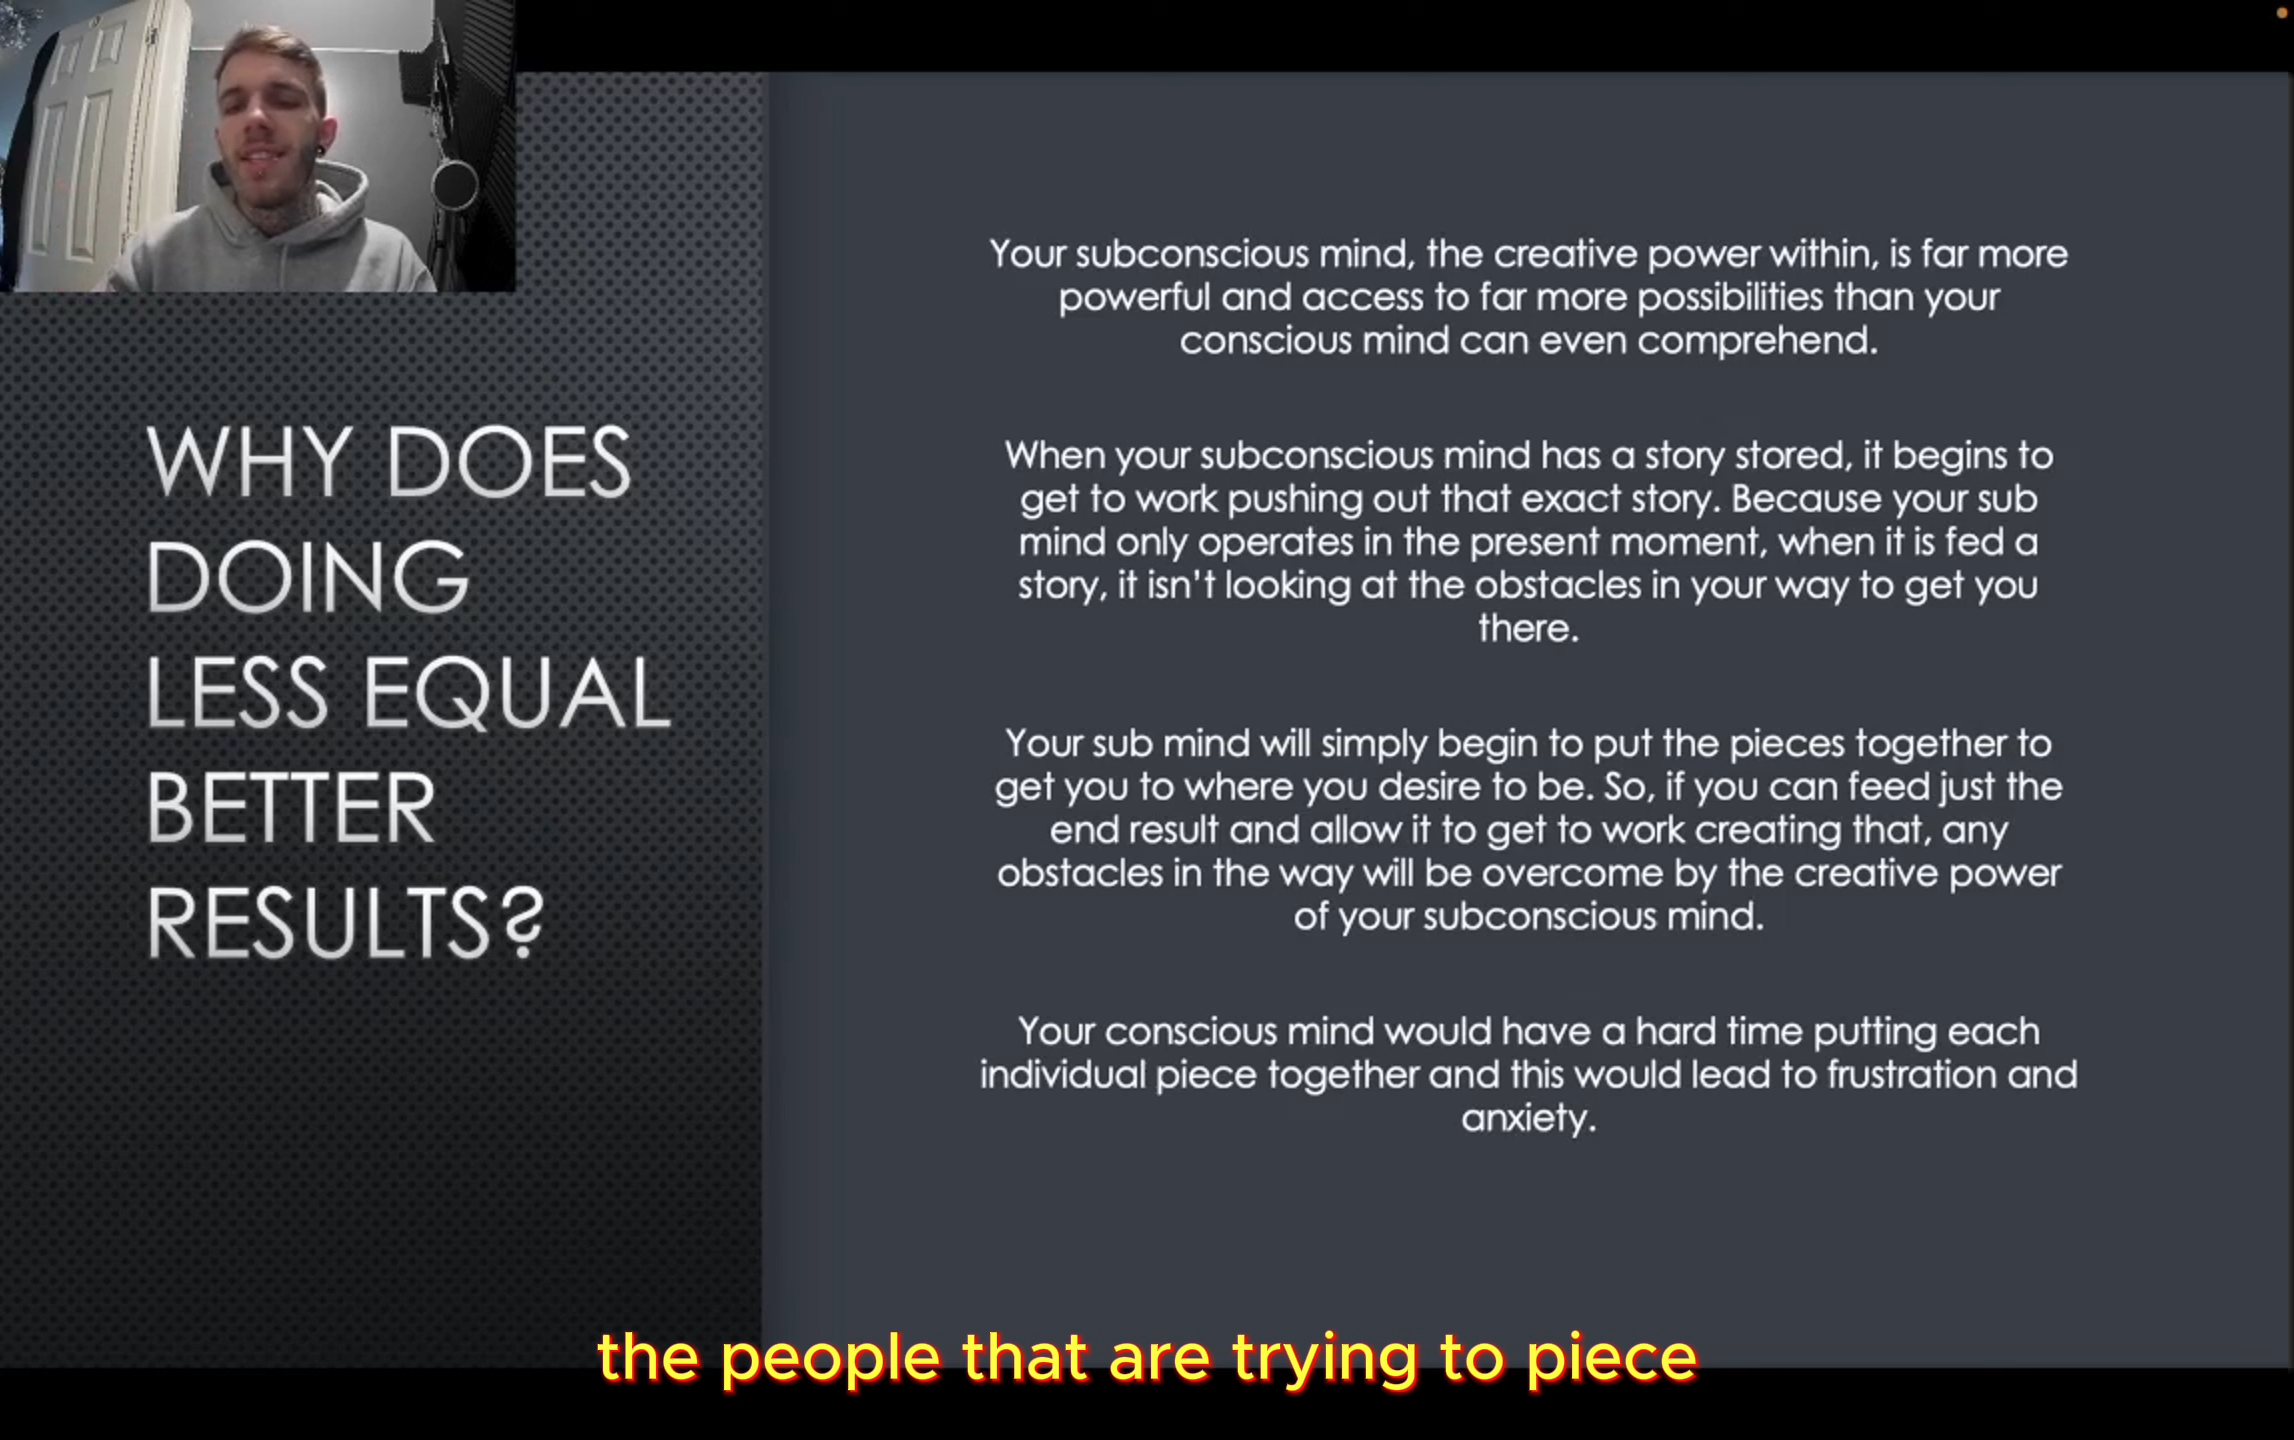 WHY DOES
DOING
LESS EQUAL
BETTER
RESULTS?
Your subconscious mind, the creative power within, is far more
powerful and access to far more possibilities than your
conscious mind can even comprehend.
When your subconscious mind has a story stored, it begins to
get to work pushing out that exact story. Because your sub
mind only operates in the present moment, when it is fed a
story, it isn't looking at the obstacles in your way to get you
there.
Your sub mind will simply begin to put the pieces together to
get you to where you desire to be. So, if you can feed just the
end result and allow it to get to work creating that, any
obstacles in the way will be overcome by the creative power
of your subconscious mind.
Your conscious mind would have a hard time putting each
individual piece together and this would lead to frustration and
anxiety.
the people that are trying to piece